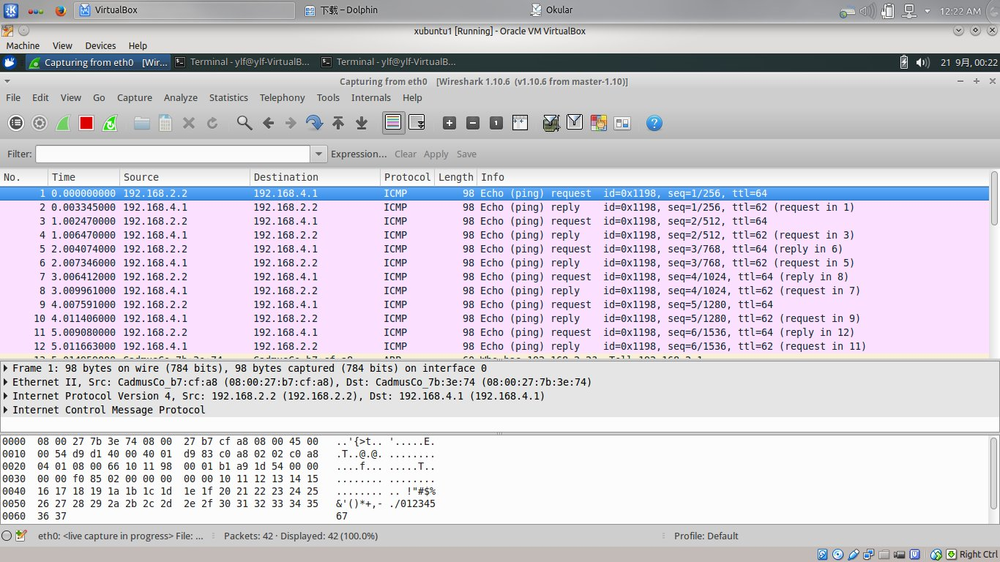 VirtualBox
下载 – Dolphin
Okular
12:22 AM
xubuntu1 [Running] - Oracle VM VirtualBox
Machine View Devices Help
Capturing from eth0 [Wir...
Terminal - ylf@ylf-VirtualB...
Terminal - ylf@ylf-VirtualB...
21 9月, 00:22
Capturing from eth0 [Wireshark 1.10.6 (v1.10.6 from master-1.10)]
File Edit View Go Capture Analyze Statistics Telephony Tools Internals Help
Filter: Expression... Clear Apply Save
No. Time Source Destination Protocol Length Info
1 0.000000000 192.168.2.2 192.168.4.1 ICMP 98 Echo (ping) request id=0x1198, seq=1/256, ttl=64
2 0.003345000 192.168.4.1 192.168.2.2 ICMP 98 Echo (ping) reply id=0x1198, seq=1/256, ttl=62 (request in 1)
3 1.002470000 192.168.2.2 192.168.4.1 ICMP 98 Echo (ping) request id=0x1198, seq=2/512, ttl=64
4 1.006470000 192.168.4.1 192.168.2.2 ICMP 98 Echo (ping) reply id=0x1198, seq=2/512, ttl=62 (request in 3)
5 2.004074000 192.168.2.2 192.168.4.1 ICMP 98 Echo (ping) request id=0x1198, seq=3/768, ttl=64 (reply in 6)
6 2.007346000 192.168.4.1 192.168.2.2 ICMP 98 Echo (ping) reply id=0x1198, seq=3/768, ttl=62 (request in 5)
7 3.006412000 192.168.2.2 192.168.4.1 ICMP 98 Echo (ping) request id=0x1198, seq=4/1024, ttl=64 (reply in 8)
8 3.009961000 192.168.4.1 192.168.2.2 ICMP 98 Echo (ping) reply id=0x1198, seq=4/1024, ttl=62 (request in 7)
9 4.007591000 192.168.2.2 192.168.4.1 ICMP 98 Echo (ping) request id=0x1198, seq=5/1280, ttl=64
10 4.011406000 192.168.4.1 192.168.2.2 ICMP 98 Echo (ping) reply id=0x1198, seq=5/1280, ttl=62 (request in 9)
11 5.009080000 192.168.2.2 192.168.4.1 ICMP 98 Echo (ping) request id=0x1198, seq=6/1536, ttl=64 (reply in 12)
12 5.011663000 192.168.4.1 192.168.2.2 ICMP 98 Echo (ping) reply id=0x1198, seq=6/1536, ttl=62 (request in 11)
Frame 1: 98 bytes on wire (784 bits), 98 bytes captured (784 bits) on interface 0
Ethernet II, Src: CadmusCo_b7:cf:a8 (08:00:27:b7:cf:a8), Dst: CadmusCo_7b:3e:74 (08:00:27:7b:3e:74)
Internet Protocol Version 4, Src: 192.168.2.2 (192.168.2.2), Dst: 192.168.4.1 (192.168.4.1)
Internet Control Message Protocol
0000 08 00 27 7b 3e 74 08 00 27 b7 cf a8 08 00 45 00 ..'{>t.. '.....E.
0010 00 54 d9 d1 40 00 40 01 d9 83 c0 a8 02 02 c0 a8 .T..@.@. ........
0020 04 01 08 00 66 10 11 98 00 01 b1 a9 1d 54 00 00 ....f... .....T..
0030 00 00 f0 85 02 00 00 00 00 00 10 11 12 13 14 15 ........ ........
0040 16 17 18 19 1a 1b 1c 1d 1e 1f 20 21 22 23 24 25 ........ .. !"#$%
0050 26 27 28 29 2a 2b 2c 2d 2e 2f 30 31 32 33 34 35 &'()*+,- ./012345
0060 36 37 67
eth0: <live capture in progress> File: ... Packets: 42 · Displayed: 42 (100.0%) Profile: Default
Right Ctrl